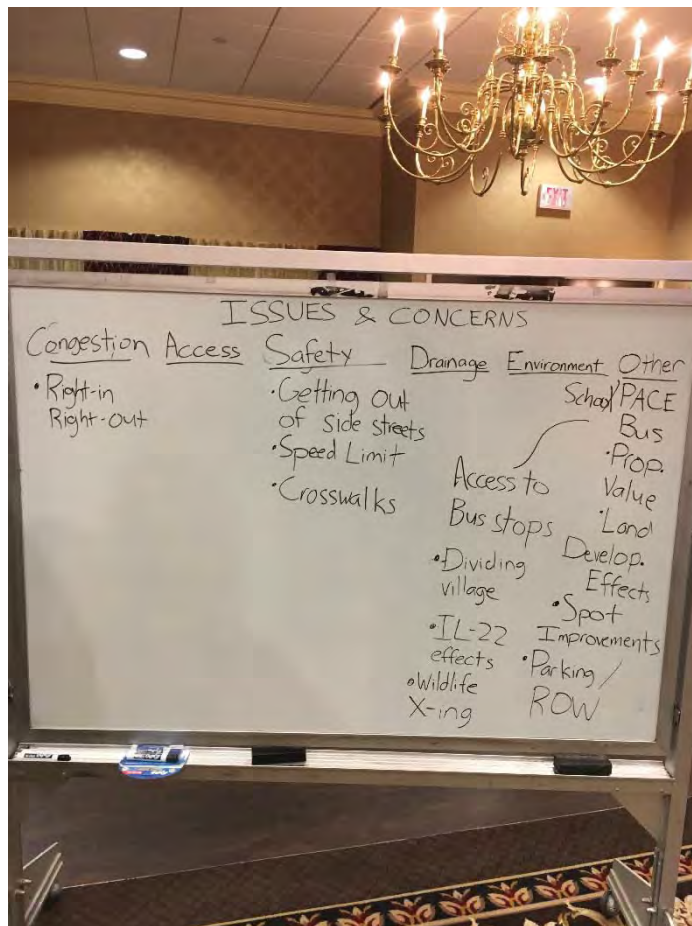 EXIT
ISSUES & CONCERNS
Congestion Access Safety Drainage Environment Other
• Right-in
Right-out
• Getting out
of side streets
• Speed Limit
• Crosswalks
School/PACE
Bus
Access to
Bus stops
• Prop.
Value
• Land
Develop.
Effects
• Spot
Improvements
• Parking/
ROW
• Dividing
village
• IL-22
effects
• Wildlife
X-ing